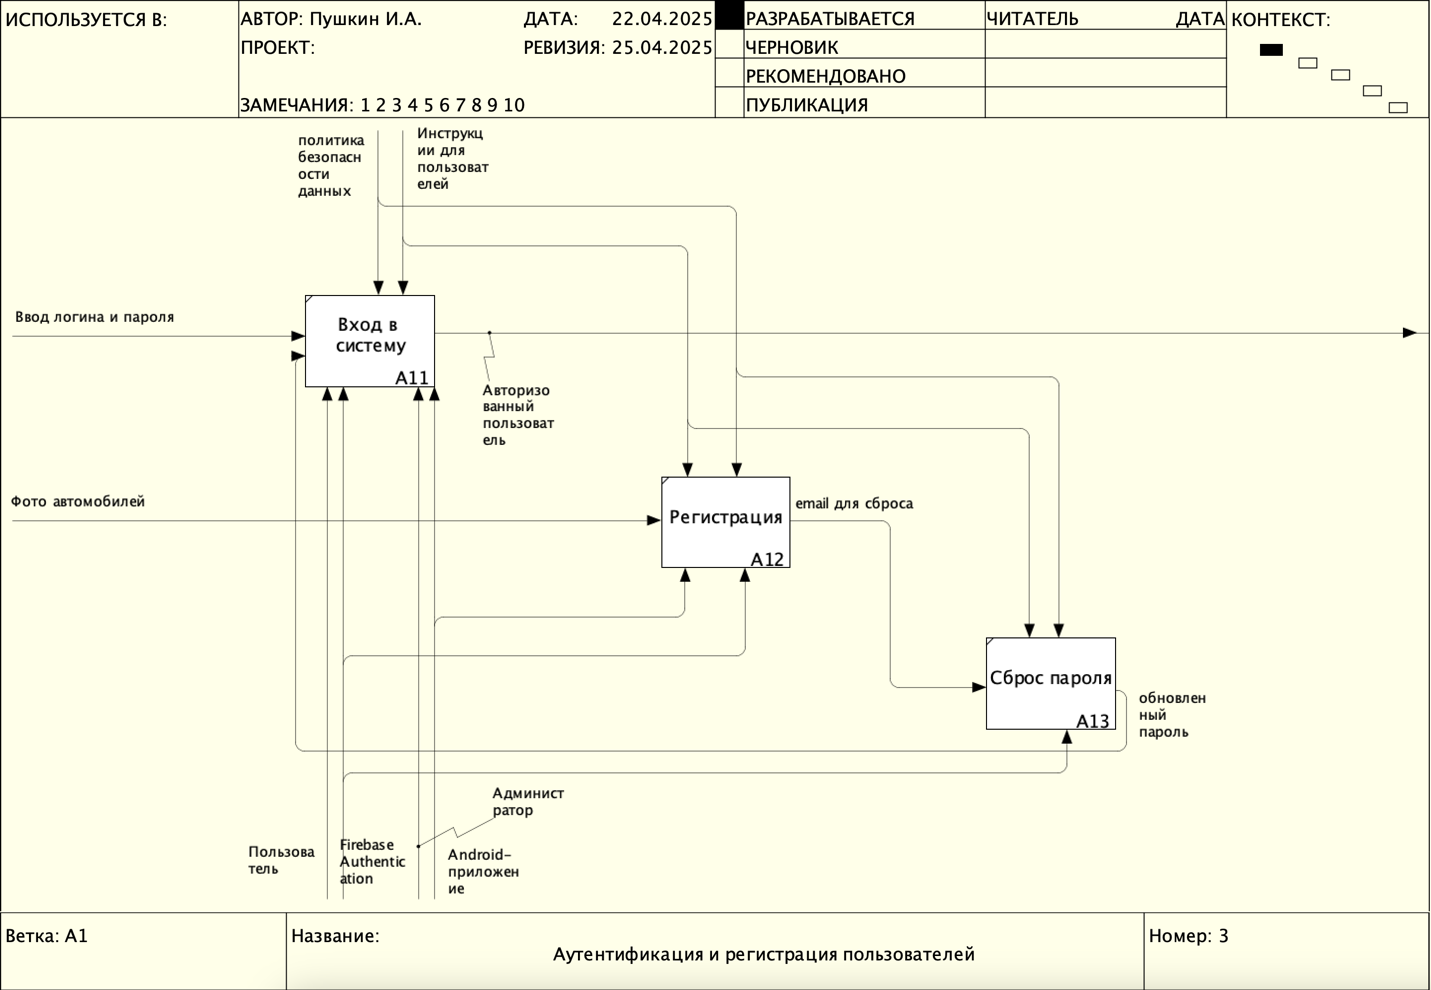 ИСПОЛЬЗУЕТСЯ В:
АВТОР: Пушкин И.А.
ДАТА: 22.04.2025
РАЗРАБАТЫВАЕТСЯ
ЧИТАТЕЛЬ
ДАТА
КОНТЕКСТ:
ПРОЕКТ:
РЕВИЗИЯ: 25.04.2025
ЧЕРНОВИК
РЕКОМЕНДОВАНО
ЗАМЕЧАНИЯ: 1 2 3 4 5 6 7 8 9 10
ПУБЛИКАЦИЯ
политика
безопасн
ости
данных
Инструкц
ии для
пользоват
елей
Ввод логина и пароля
Вход в
систему
A11
Авторизо
ванный
пользоват
ель
Фото автомобилей
Регистрация
A12
email для сброса
Сброс пароля
A13
обновлен
ный
пароль
Админист
ратор
Пользова
тель
Firebase
Authentic
ation
Android-
приложен
ие
Ветка: A1
Название:
Аутентификация и регистрация пользователей
Номер: 3